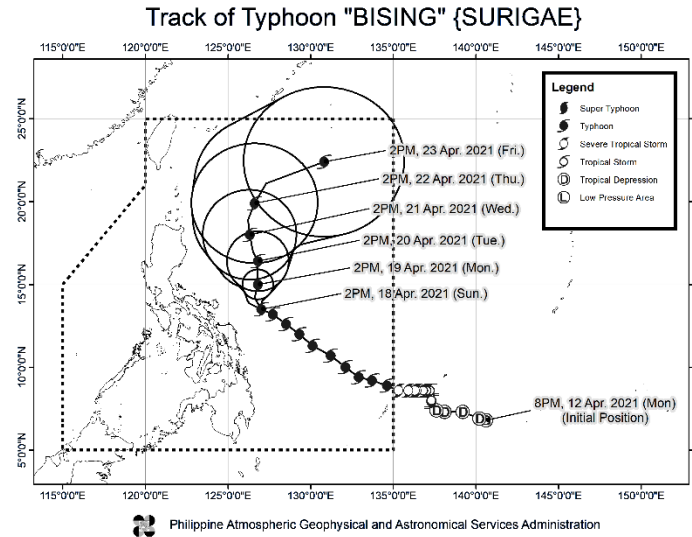 Track of Typhoon "BISING" {SURIGAE}
115°0'0"E 120°0'0"E 125°0'0"E 130°0'0"E 135°0'0"E 140°0'0"E 145°0'0"E 150°0'0"E
Legend
Super Typhoon
Typhoon
Severe Tropical Storm
Tropical Storm
D Tropical Depression
L Low Pressure Area
25°0'0"N
2PM, 23 Apr. 2021 (Fri.)
2PM, 22 Apr. 2021 (Thu.)
20°0'0"N
2PM, 21 Apr. 2021 (Wed.)
2PM, 20 Apr. 2021 (Tue.)
2PM, 19 Apr. 2021 (Mon.)
15°0'0"N
2PM, 18 Apr. 2021 (Sun.)
10°0'0"N
8PM, 12 Apr. 2021 (Mon)
(Initial Position)
D D D D D
5°0'0"N
115°0'0"E 120°0'0"E 125°0'0"E 130°0'0"E 135°0'0"E 140°0'0"E 145°0'0"E 150°0'0"E
Philippine Atmospheric Geophysical and Astronomical Services Administration